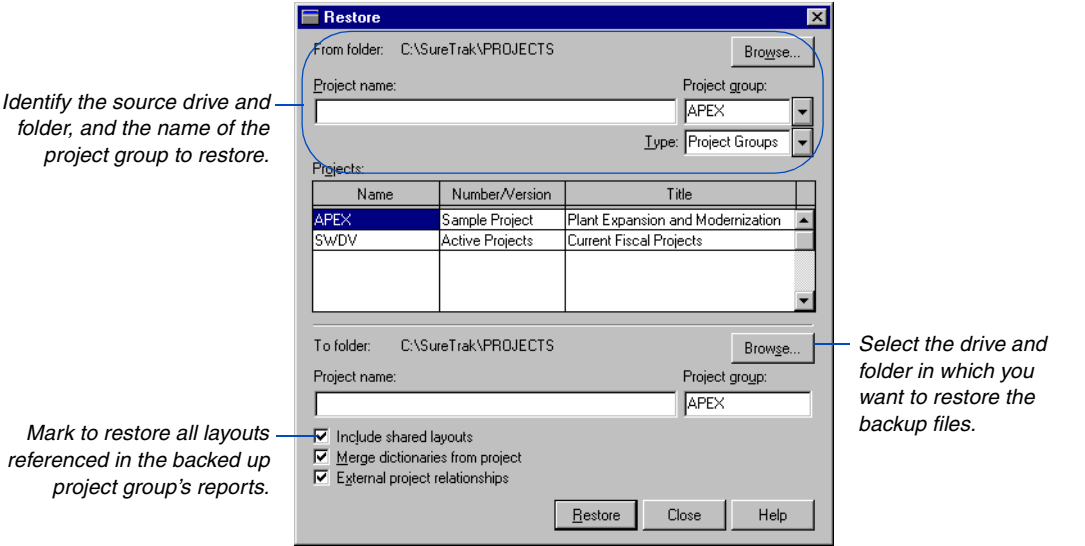 Restore
From folder: C:\SureTrak\PROJECTS
Browse...
Project name:
Project group:
APEX
Type: Project Groups
Identify the source drive and
folder, and the name of the
project group to restore.
Projects:
Name Number/Version Title
APEX Sample Project Plant Expansion and Modernization
SWDV Active Projects Current Fiscal Projects
To folder: C:\SureTrak\PROJECTS
Browse...
Select the drive and
folder in which you
want to restore the
backup files.
Project name:
Project group:
APEX
Mark to restore all layouts
referenced in the backed up
project group's reports.
Include shared layouts
Merge dictionaries from project
External project relationships
Restore Close Help